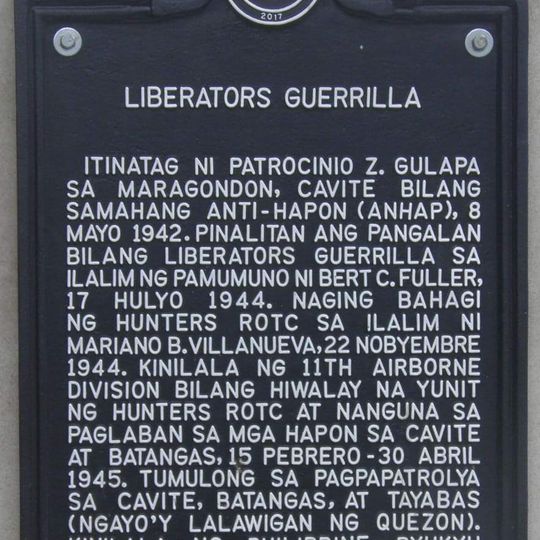 2017
LIBERATORS GUERRILLA
ITINATAG NI PATROCINIO Z. GULAPA
SA MARAGONDON, CAVITE BILANG
SAMAHANG ANTI-HAPON (ANHAP), 8
MAYO 1942. PINALITAN ANG PANGALAN
BILANG LIBERATORS GUERRILLA SA
ILALIM NG PAMUMUNO NI BERT C. FULLER,
17 HULYO 1944. NAGING BAHAGI
NG HUNTERS ROTC SA ILALIM NI
MARIANO B. VILLANUEVA, 22 NOBYEMBRE
1944. KINILALA NG 11TH AIRBORNE
DIVISION BILANG HIWALAY NA YUNIT
NG HUNTERS ROTC AT NANGUNA SA
PAGLABAN SA MGA HAPON SA CAVITE
AT BATANGAS, 15 PEBRERO - 30 ABRIL
1945. TUMULONG SA PAGPAPATROLYA
SA CAVITE, BATANGAS, AT TAYABAS
(NGAYO'Y LALAWIGAN NG QUEZON).
KINILALA NG PHILIPPINE RYUKYU